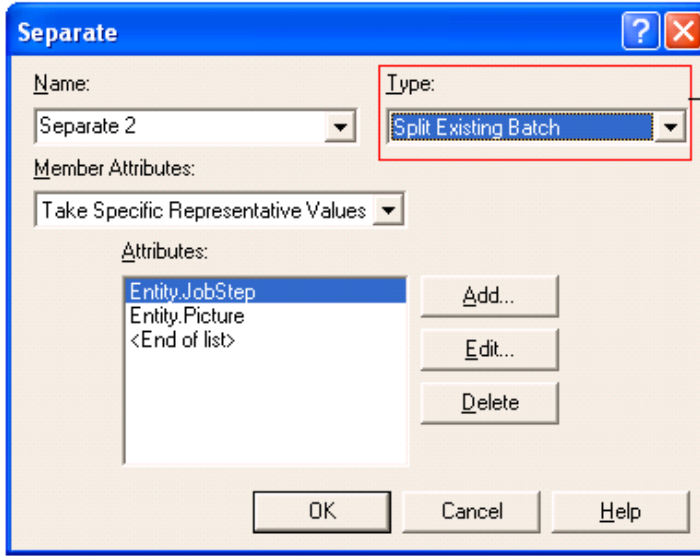 Separate
Name:
Type:
Separate 2
Split Existing Batch
Member Attributes:
Take Specific Representative Values
Attributes:
Entity.JobStep
Entity.Picture
<End of list>
Add...
Edit...
Delete
OK
Cancel
Help